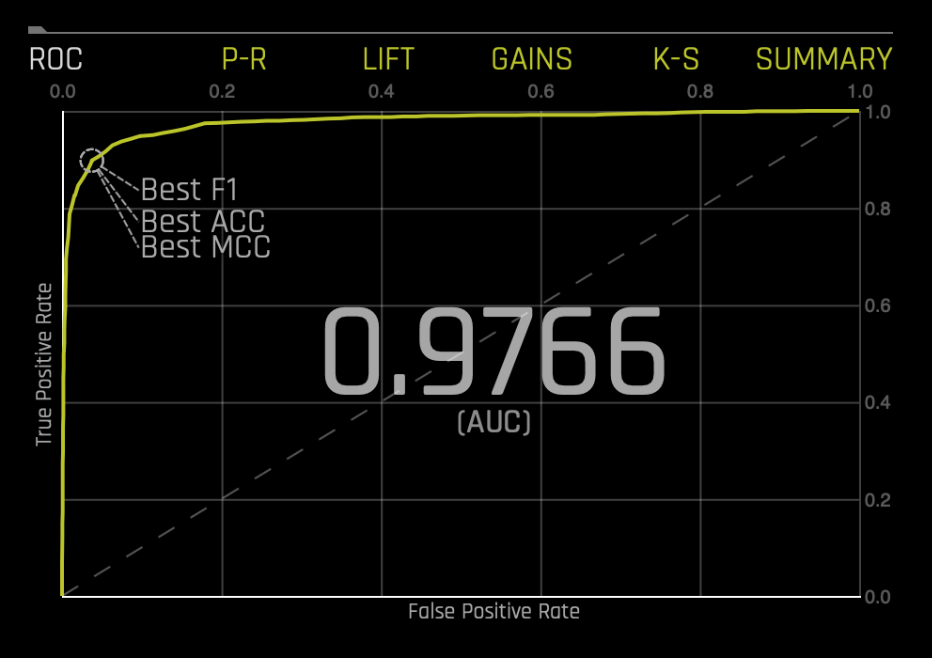 ROC P-R LIFT GAINS K-S SUMMARY
0.0 0.2 0.4 0.6 0.8 1.0
1.0
Best F1
0.8
Best ACC
Best MCC
True Positive Rate
0.6
0.9766
0.4
(AUC)
0.2
0.0
False Positive Rate